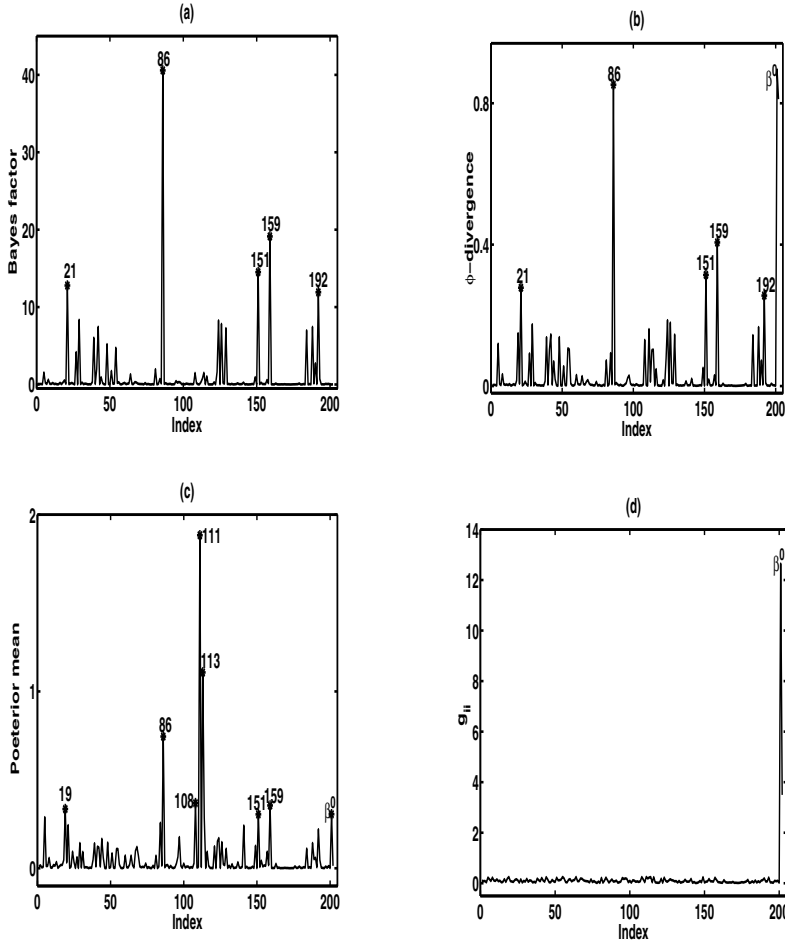 (a)
Bayes factor
40
30
20
10
0
86
21
151
159
192
0 50 100 150 200
Index
(b)
ϕ−divergence
0.8
0.4
0
86
β⁰
21
151
159
192
0 50 100 150 200
Index
(c)
Poeterior mean
2
1
0
111
113
86
19
108
151
159
β⁰
0 50 100 150 200
Index
(d)
gᵢᵢ
14
12
10
8
6
4
2
0
β⁰
0 50 100 150 200
Index